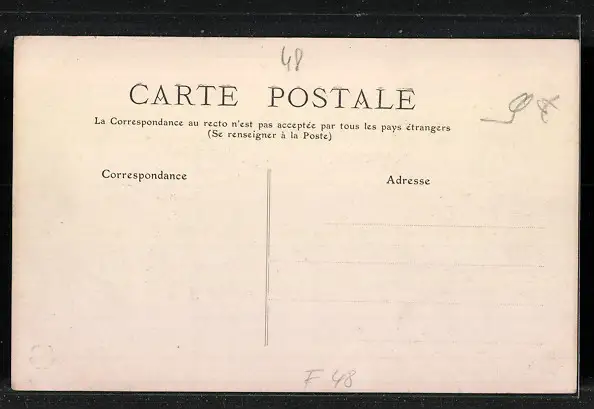 48
CARTE POSTALE
La Correspondance au recto n'est pas acceptée par tous les pays étrangers
(Se renseigner à la Poste)
Correspondance
Adresse
F 48